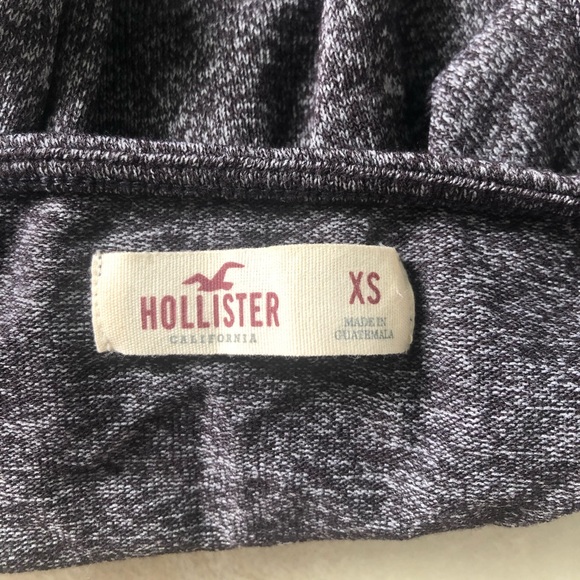 HOLLISTER
CALIFORNIA
XS
MADE IN
GUATEMALA